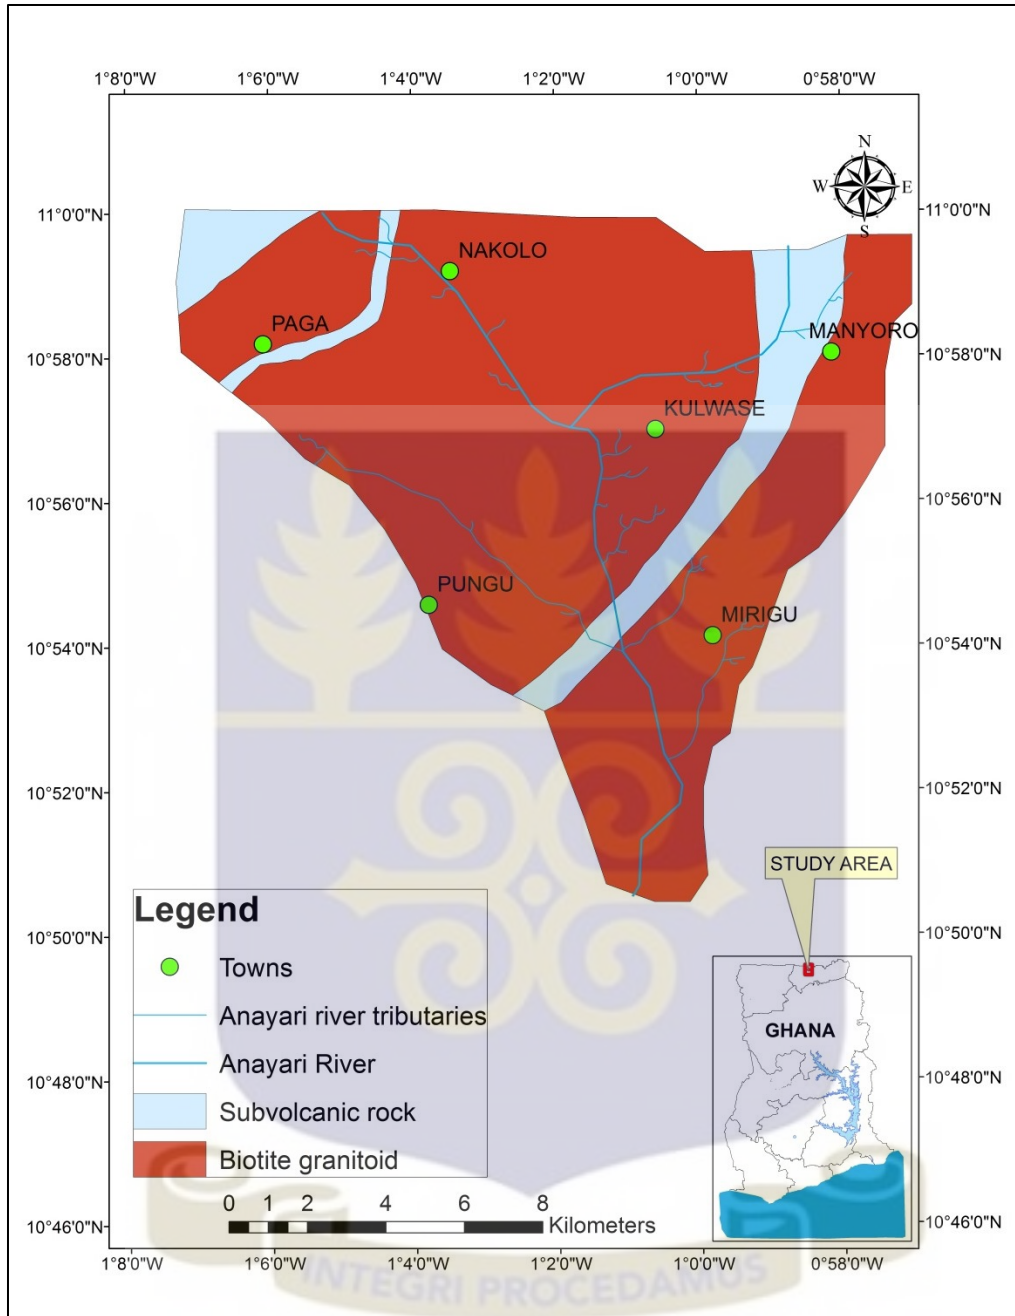 1°8'0"W 1°6'0"W 1°4'0"W 1°2'0"W 1°0'0"W 0°58'0"W
N
W E
S
11°0'0"N 11°0'0"N
NAKOLO
PAGA
MANYORO
10°58'0"N 10°58'0"N
KULWASE
10°56'0"N 10°56'0"N
PUNGU
MIRIGU
10°54'0"N 10°54'0"N
10°52'0"N 10°52'0"N
STUDY AREA
Legend
10°50'0"N 10°50'0"N
Towns
Anayari river tributaries
GHANA
Anayari River
10°48'0"N 10°48'0"N
Subvolcanic rock
Biotite granitoid
0 1 2 4 6 8
Kilometers
10°46'0"N 10°46'0"N
1°8'0"W 1°6'0"W 1°4'0"W 1°2'0"W 1°0'0"W 0°58'0"W
INTEGRI PROCEDAMUS